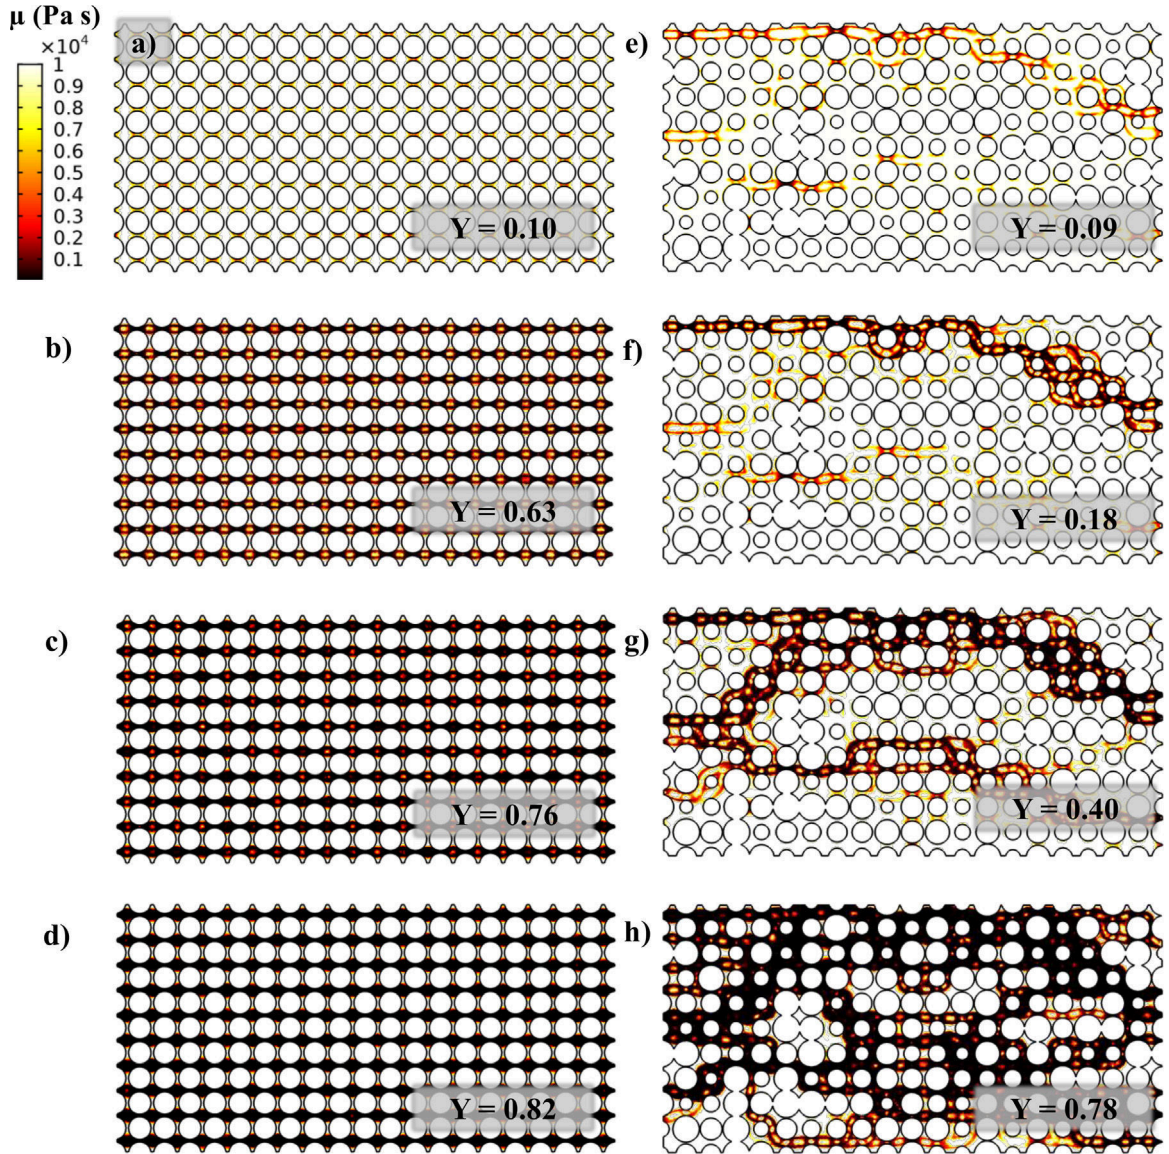 μ (Pa s)
×10⁴
1
0.9
0.8
0.7
0.6
0.5
0.4
0.3
0.2
0.1
a)
Y = 0.10
e)
Y = 0.09
b)
Y = 0.63
f)
Y = 0.18
c)
Y = 0.76
g)
Y = 0.40
d)
Y = 0.82
h)
Y = 0.78